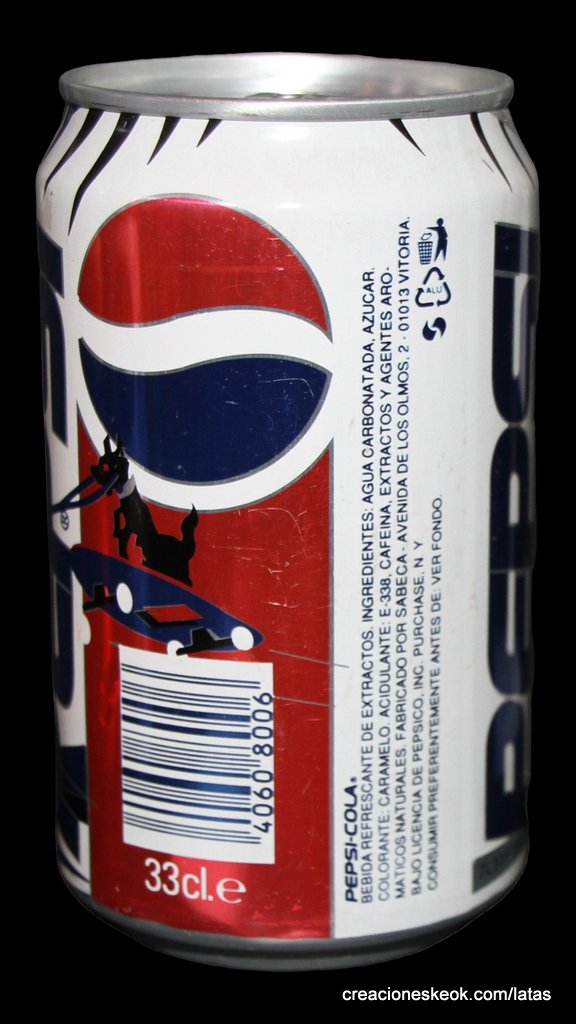 PEPSI
®
4060 8006
33cl.e
PEPSI-COLA®
BEBIDA REFRESCANTE DE EXTRACTOS. INGREDIENTES: AGUA CARBONATADA, AZUCAR.
COLORANTE: CARAMELO. ACIDULANTE: E-338, CAFEINA, EXTRACTOS Y AGENTES ARO-
MATICOS NATURALES. FABRICADO POR SABECA - AVENIDA DE LOS OLMOS, 2 - 01013 VITORIA.
BAJO LICENCIA DE PEPSICO, INC. PURCHASE, N. Y.
CONSUMIR PREFERENTEMENTE ANTES DE: VER FONDO.
ALU
creacioneskeok.com/latas